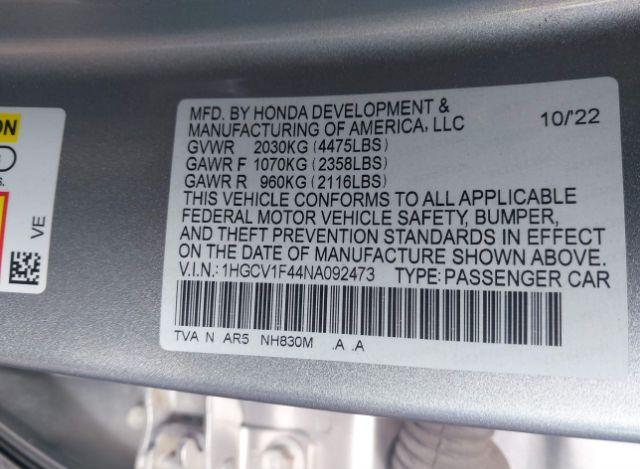 MFD. BY HONDA DEVELOPMENT &
MANUFACTURING OF AMERICA, LLC 10/'22
GVWR 2030KG (4475LBS)
GAWR F 1070KG (2358LBS)
GAWR R 960KG (2116LBS)
THIS VEHICLE CONFORMS TO ALL APPLICABLE
FEDERAL MOTOR VEHICLE SAFETY, BUMPER,
AND THEFT PREVENTION STANDARDS IN EFFECT
ON THE DATE OF MANUFACTURE SHOWN ABOVE.
V.I.N.:1HGCV1F44NA092473 TYPE:PASSENGER CAR
TVA N AR5 NH830M .A .A
VE